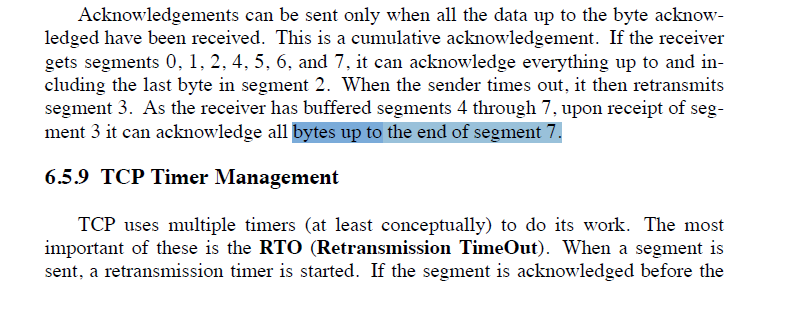 Acknowledgements can be sent only when all the data up to the byte acknow-
ledged have been received. This is a cumulative acknowledgement. If the receiver
gets segments 0, 1, 2, 4, 5, 6, and 7, it can acknowledge everything up to and in-
cluding the last byte in segment 2. When the sender times out, it then retransmits
segment 3. As the receiver has buffered segments 4 through 7, upon receipt of seg-
ment 3 it can acknowledge all bytes up to the end of segment 7.
6.5.9 TCP Timer Management
TCP uses multiple timers (at least conceptually) to do its work. The most
important of these is the RTO (Retransmission TimeOut). When a segment is
sent, a retransmission timer is started. If the segment is acknowledged before the